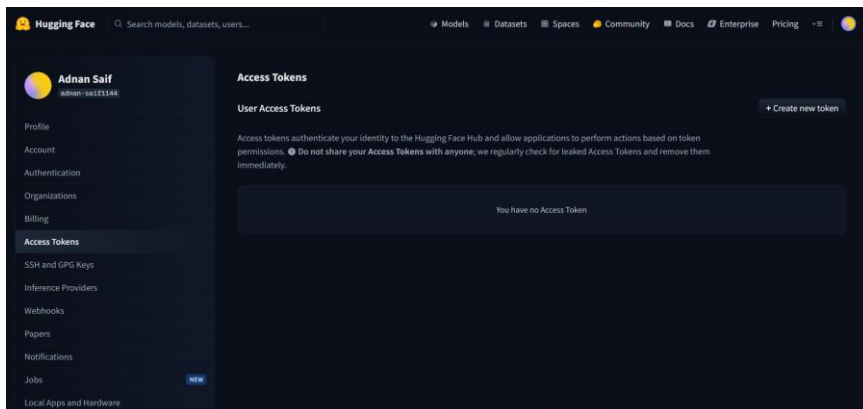 Hugging Face
Search models, datasets, users...
Models
Datasets
Spaces
Community
Docs
Enterprise
Pricing
Adnan Saif
adnan-saif1144
Profile
Account
Authentication
Organizations
Billing
Access Tokens
SSH and GPG Keys
Inference Providers
Webhooks
Papers
Notifications
Jobs NEW
Local Apps and Hardware
Access Tokens
User Access Tokens
+ Create new token
Access tokens authenticate your identity to the Hugging Face Hub and allow applications to perform actions based on token
permissions. Do not share your Access Tokens with anyone; we regularly check for leaked Access Tokens and remove them
immediately.
You have no Access Token